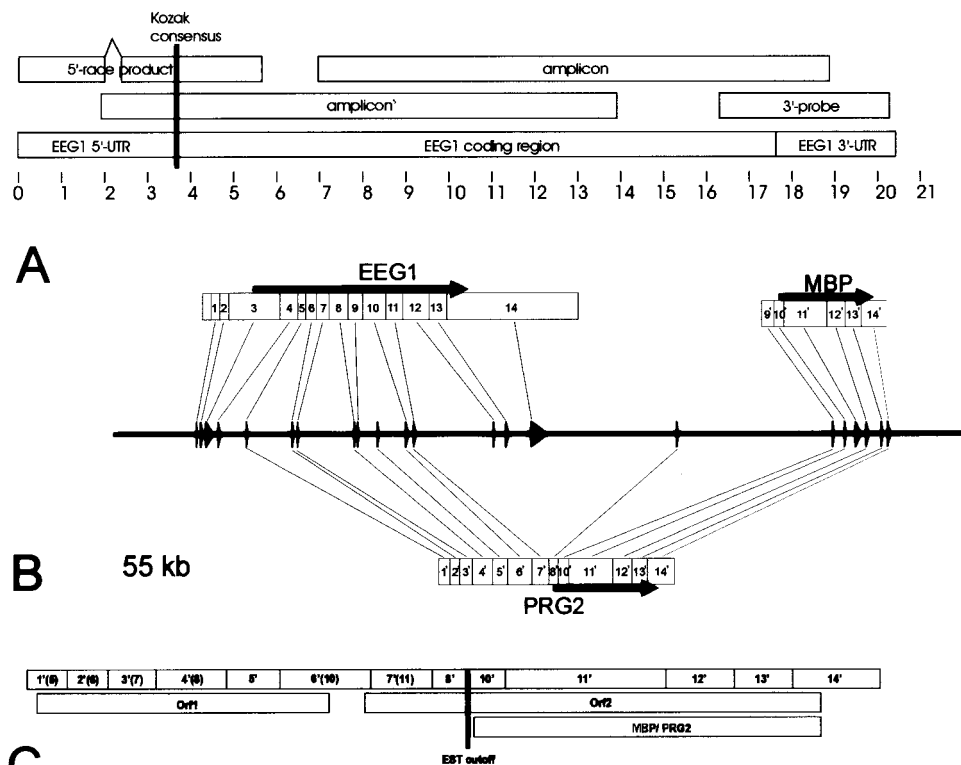 Kozak
consensus
5'-race product
amplicon
amplicon`
3'-probe
EEG1 5'-UTR
EEG1 coding region
EEG1 3'-UTR
0 1 2 3 4 5 6 7 8 9 10 11 12 13 14 15 16 17 18 19 20 21
A
EEG1
MBP
1 2 3 4 5 6 7 8 9 10 11 12 13 14
9' 10' 11' 12' 13' 14'
B
55 kb
1' 2' 3' 4' 5' 6' 7' 8' 10' 11' 12' 13' 14'
PRG2
1'(5) 2'(6) 3'(7) 4'(8) 5' 6'(10) 7'(11) 8' 10' 11' 12' 13' 14'
Orf1
Orf2
MBP/ PRG2
EST cutoff
C